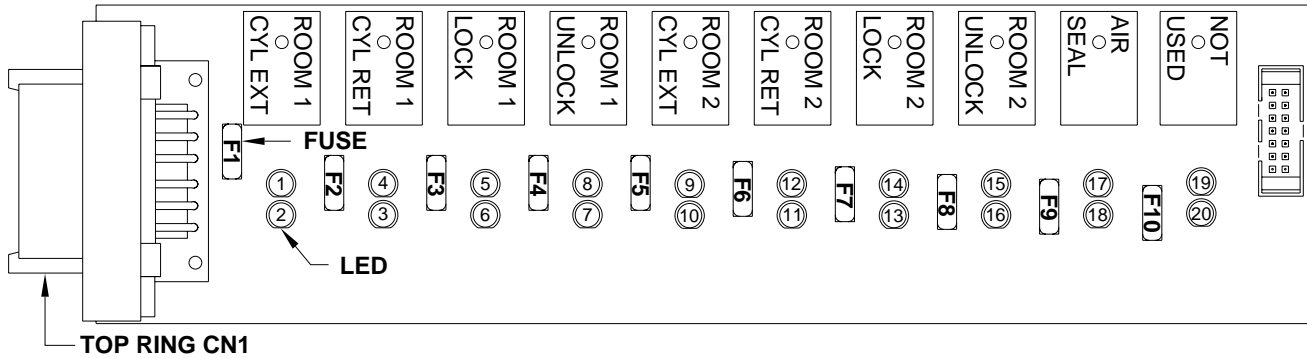 ROOM 1
CYL EXT
ROOM 1
CYL RET
ROOM 1
LOCK
ROOM 1
UNLOCK
ROOM 2
CYL EXT
ROOM 2
CYL RET
ROOM 2
LOCK
ROOM 2
UNLOCK
AIR
SEAL
NOT
USED
F1
FUSE
F2
F3
F4
F5
F6
F7
F8
F9
F10
1
4
5
8
9
12
14
15
17
19
2
3
6
7
10
11
13
16
18
20
LED
TOP RING CN1